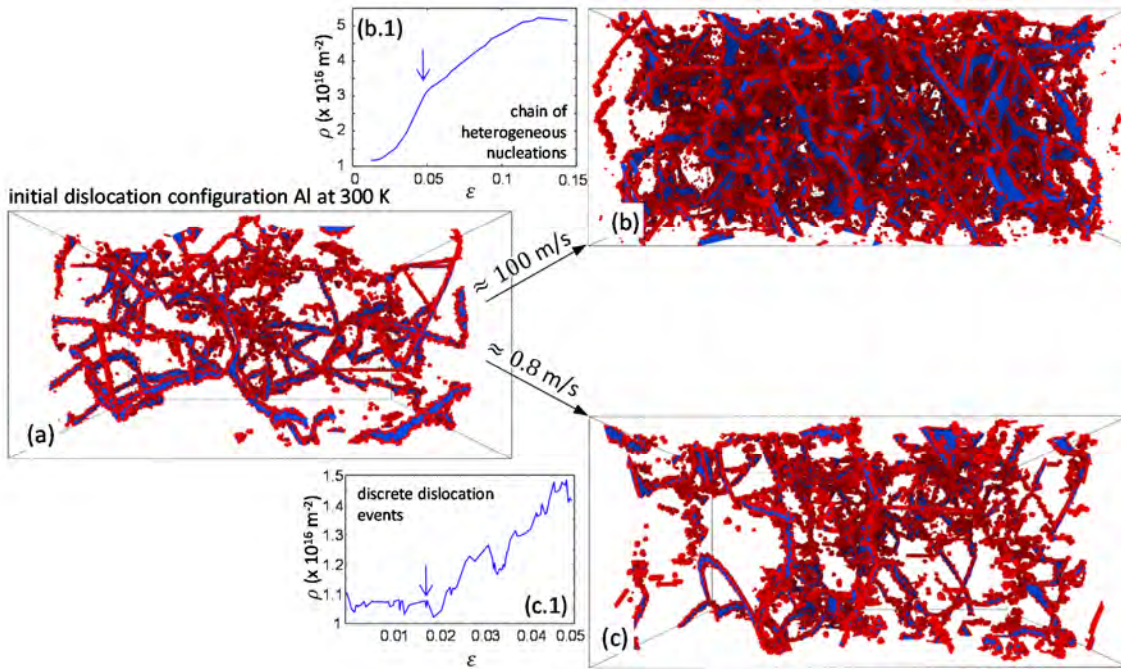 (b.1)
5
4
3
2
1
ρ (x 10¹⁶ m⁻²)
chain of
heterogeneous
nucleations
0
0.05
0.10
0.15
ε
(b)
initial dislocation configuration Al at 300 K
(a)
≈ 100 m/s
≈ 0.8 m/s
1.5
1.4
1.3
1.2
1.1
1
ρ (x 10¹⁶ m⁻²)
discrete dislocation
events
(c.1)
0.01
0.02
0.03
0.04
0.05
ε
(c)